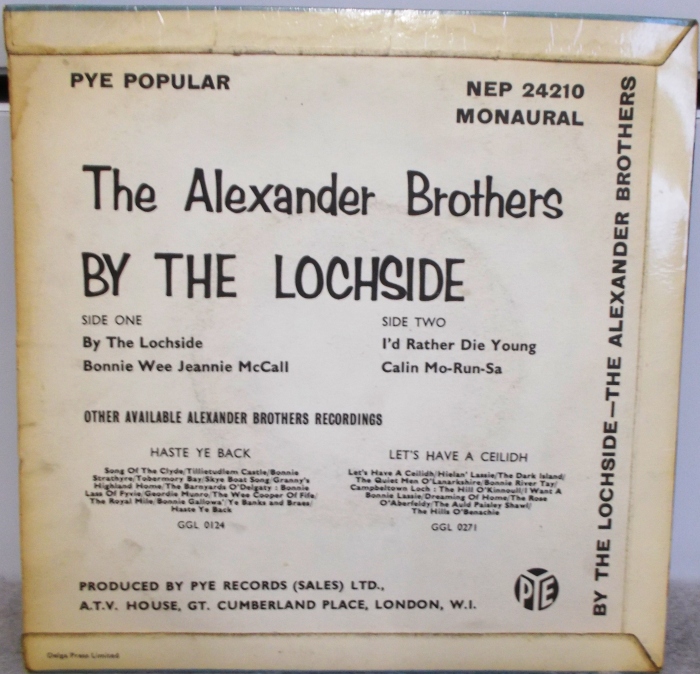 PYE POPULAR
NEP 24210
MONAURAL
The Alexander Brothers
BY THE LOCHSIDE
SIDE ONE
By The Lochside
Bonnie Wee Jeannie McCall
SIDE TWO
I'd Rather Die Young
Calin Mo-Run-Sa
OTHER AVAILABLE ALEXANDER BROTHERS RECORDINGS
HASTE YE BACK
Song Of The Clyde/Tillietudlem Castle/Bonnie
Strathyre/Tobermory Bay/Skye Boat Song/Granny's
Highland Home/The Barnyards O'Delgaty : Bonnie
Lass Of Fyvie/Geordie Munro/The Wee Cooper Of Fife/
The Royal Mile/Bonnie Gallowa'/Ye Banks and Braes/
Haste Ye Back
GGL 0124
LET'S HAVE A CEILIDH
Let's Have A Ceilidh/Hielan' Lassie/The Dark Island/
The Quiet Men O'Lanarkshire/Bonnie River Tay/
Campbeltown Loch : The Hill O'Kinnoull/I Want A
Bonnie Lassie/Dreaming Of Home/The Rose
O'Aberfeldy/The Auld Paisley Shawl/
The Hills O'Benachie
GGL 0271
PRODUCED BY PYE RECORDS (SALES) LTD.,
A.T.V. HOUSE, GT. CUMBERLAND PLACE, LONDON, W.I.
PYE
Delga Press Limited
BY THE LOCHSIDE—THE ALEXANDER BROTHERS